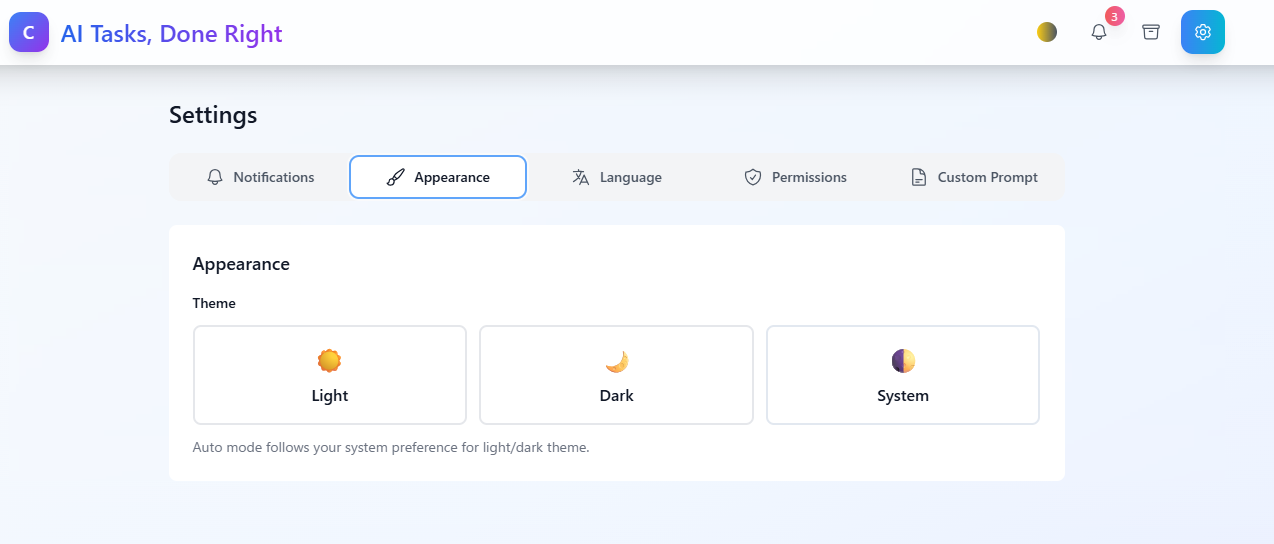 C AI Tasks, Done Right 3
Settings
Notifications Appearance Language Permissions Custom Prompt
Appearance
Theme
Light Dark System
Auto mode follows your system preference for light/dark theme.